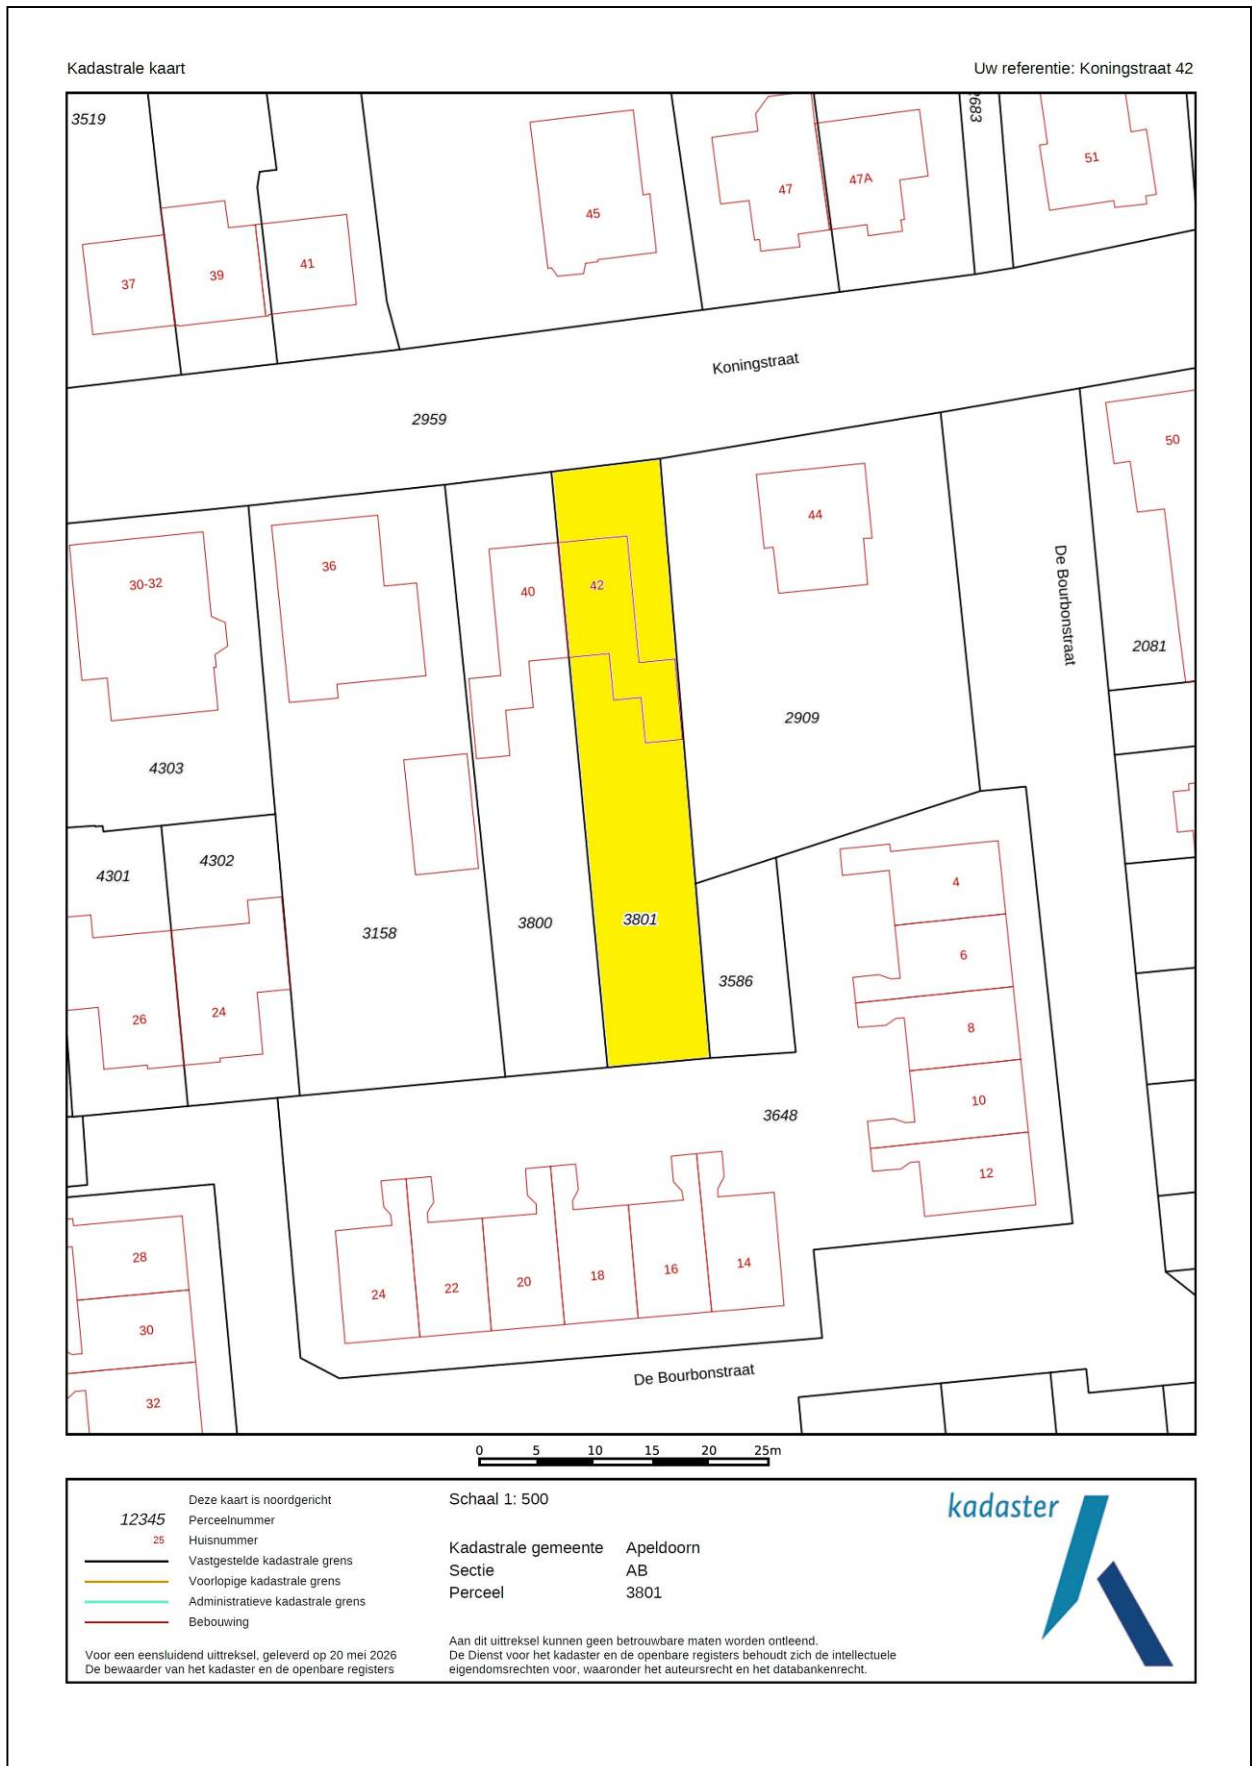 Kadastrale kaart
Uw referentie: Koningstraat 42
3519
2683
51
47
47A
45
41
39
37
Koningstraat
2959
50
44
36
30-32
40
42
De Bourbonstraat
2081
2909
4303
4302
4301
4
3801
3800
3158
6
3586
24
26
8
10
3648
12
28
14
16
18
20
22
24
30
De Bourbonstraat
32
0 5 10 15 20 25m
Deze kaart is noordgericht
12345 Perceelnummer
25 Huisnummer
Vastgestelde kadastrale grens
Voorlopige kadastrale grens
Administratieve kadastrale grens
Bebouwing
Voor een eensluidend uittreksel, geleverd op 20 mei 2026
De bewaarder van het kadaster en de openbare registers
Schaal 1: 500
Kadastrale gemeente Apeldoorn
Sectie AB
Perceel 3801
Aan dit uittreksel kunnen geen betrouwbare maten worden ontleend.
De Dienst voor het kadaster en de openbare registers behoudt zich de intellectuele
eigendomsrechten voor, waaronder het auteursrecht en het databankenrecht.
kadaster